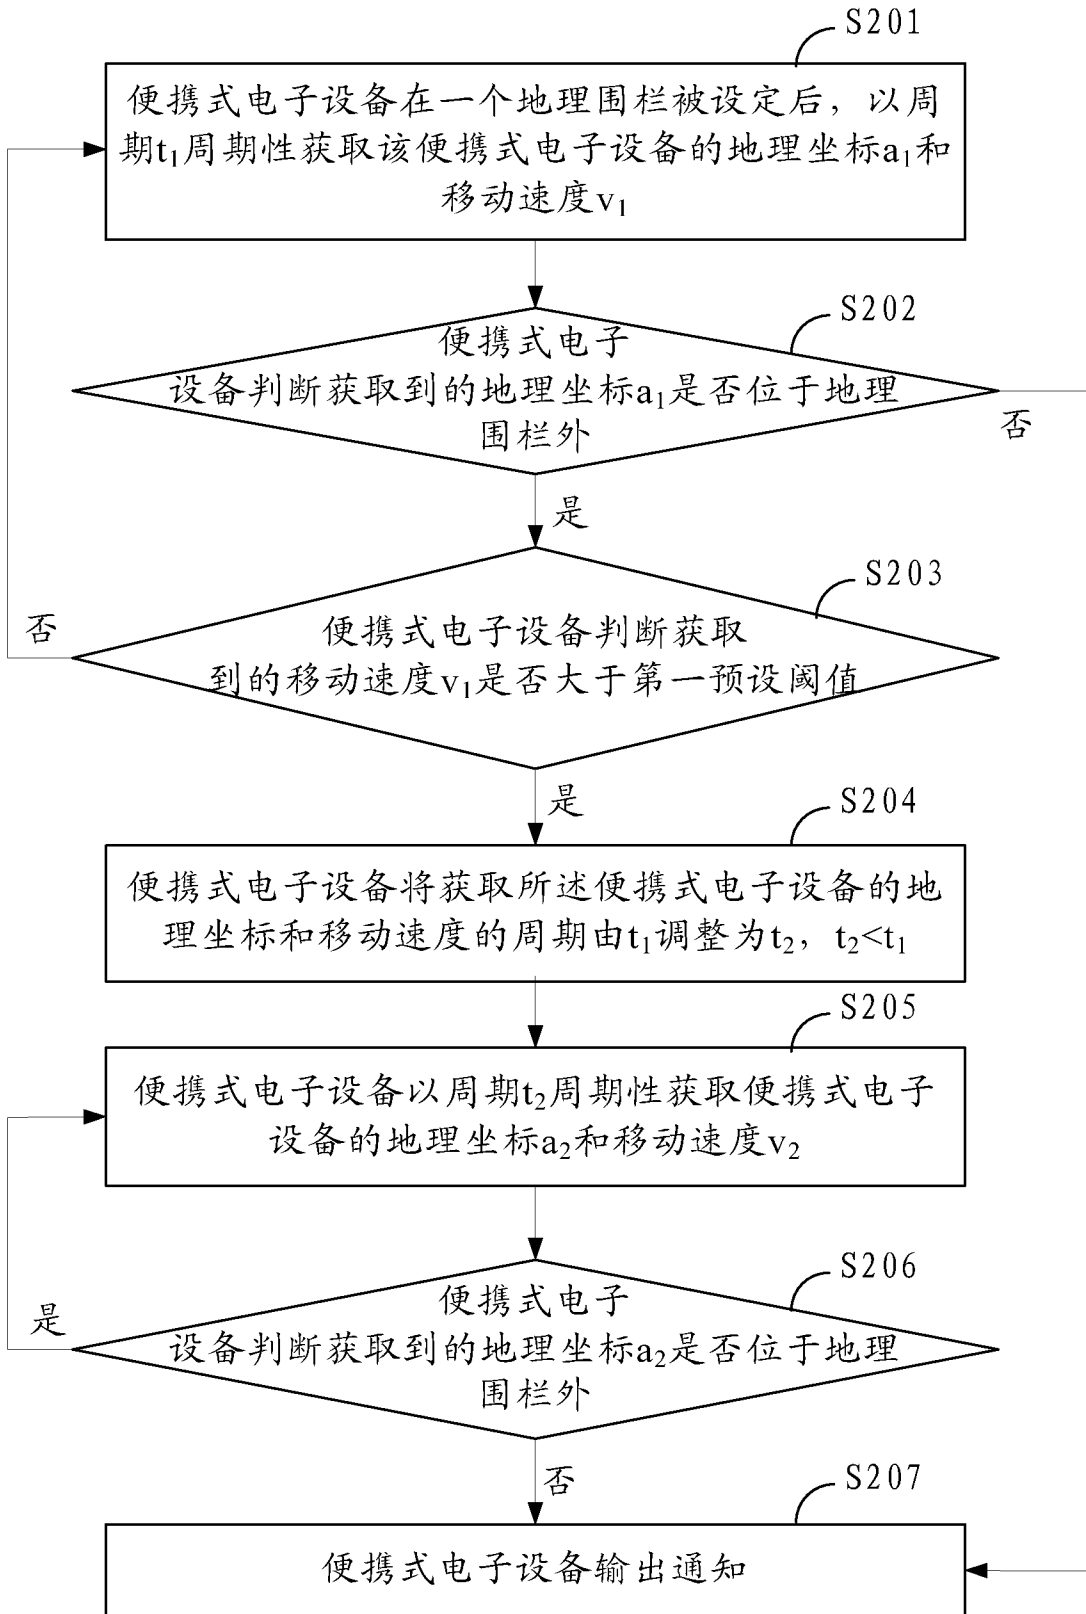 S201
便携式电子设备在一个地理围栏被设定后，以周
期t₁周期性获取该便携式电子设备的地理坐标a₁和
移动速度v₁
S202
便携式电子
设备判断获取到的地理坐标a₁是否位于地理
围栏外
否
是
S203
否
便携式电子设备判断获取
到的移动速度v₁是否大于第一预设阈值
是
S204
便携式电子设备将获取所述便携式电子设备的地
理坐标和移动速度的周期由t₁调整为t₂，t₂<t₁
S205
便携式电子设备以周期t₂周期性获取便携式电子
设备的地理坐标a₂和移动速度v₂
S206
是
便携式电子
设备判断获取到的地理坐标a₂是否位于地理
围栏外
否
S207
便携式电子设备输出通知